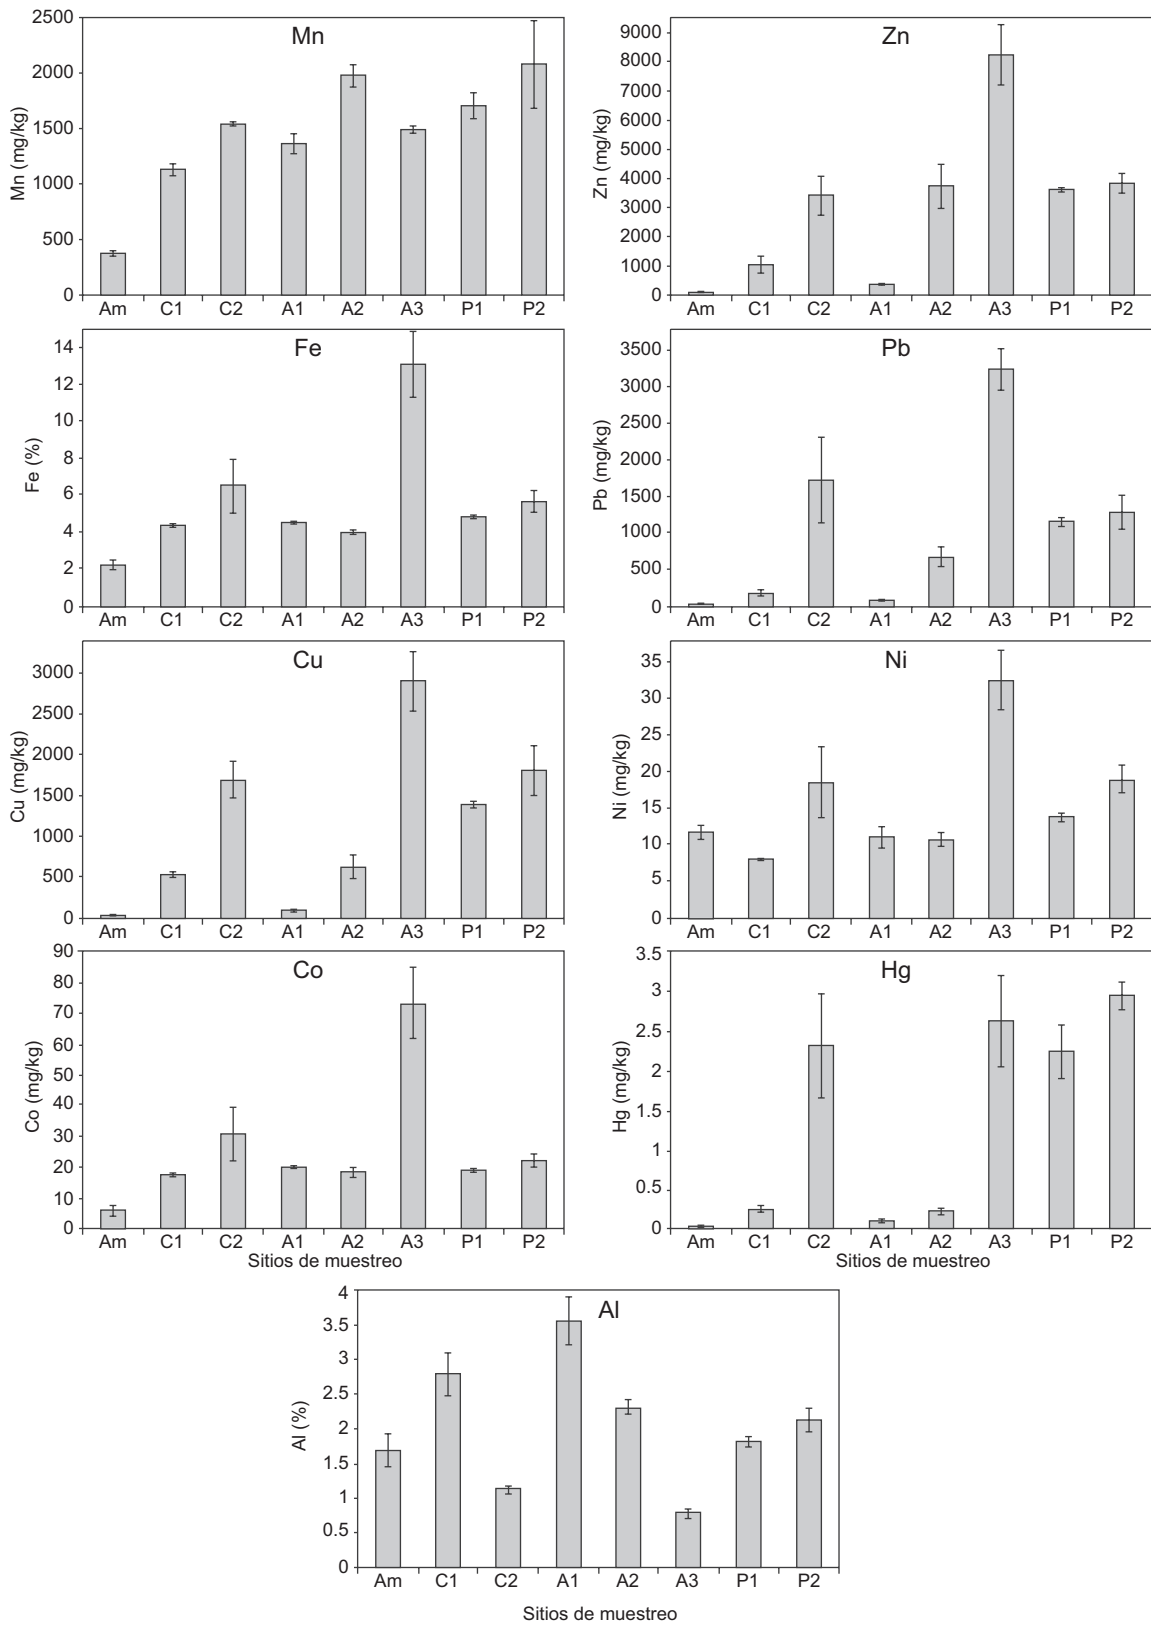 Mn
Mn (mg/kg)
2500
2000
1500
1000
500
0
Am C1 C2 A1 A2 A3 P1 P2
Zn
Zn (mg/kg)
9000
8000
7000
6000
5000
4000
3000
2000
1000
0
Am C1 C2 A1 A2 A3 P1 P2
Fe
Fe (%)
14
12
10
8
6
4
2
0
Am C1 C2 A1 A2 A3 P1 P2
Pb
Pb (mg/kg)
3500
3000
2500
2000
1500
1000
500
0
Am C1 C2 A1 A2 A3 P1 P2
Cu
Cu (mg/kg)
3000
2500
2000
1500
1000
500
0
Am C1 C2 A1 A2 A3 P1 P2
Ni
Ni (mg/kg)
35
30
25
20
15
10
5
0
Am C1 C2 A1 A2 A3 P1 P2
Co
Co (mg/kg)
90
80
70
60
50
40
30
20
10
0
Am C1 C2 A1 A2 A3 P1 P2
Sitios de muestreo
Hg
Hg (mg/kg)
3.5
3
2.5
2
1.5
1
0.5
0
Am C1 C2 A1 A2 A3 P1 P2
Sitios de muestreo
Al
Al (%)
4
3.5
3
2.5
2
1.5
1
0.5
0
Am C1 C2 A1 A2 A3 P1 P2
Sitios de muestreo